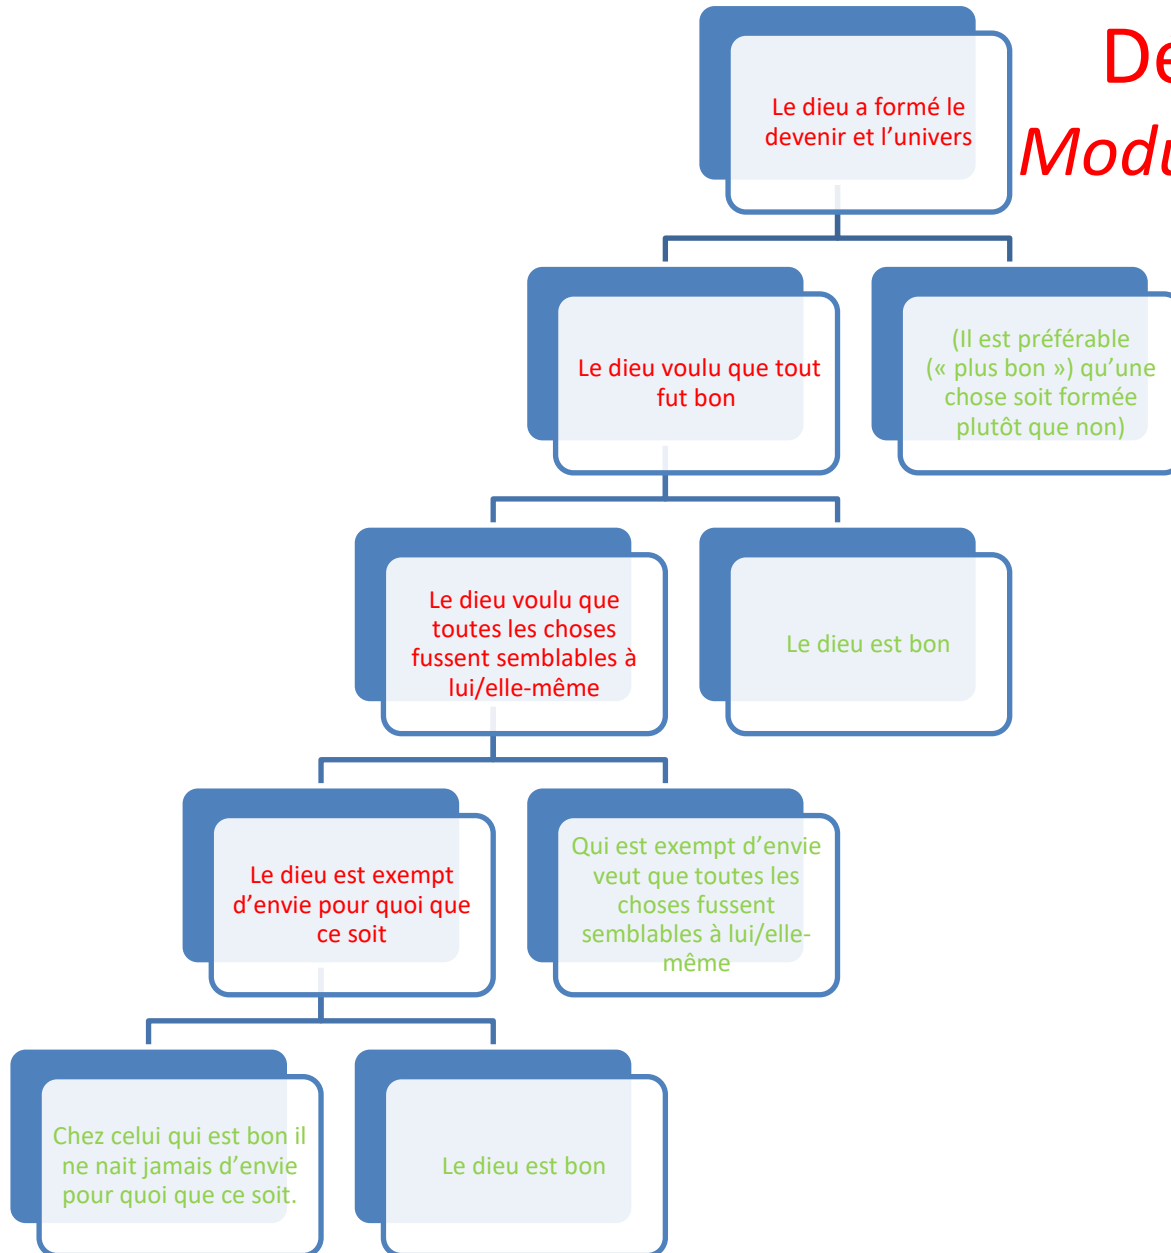 De
Modu
Le dieu a formé le
devenir et l’univers
Le dieu voulu que tout
fut bon
(Il est préférable
(« plus bon ») qu’une
chose soit formée
plutôt que non)
Le dieu voulu que
toutes les choses
fussent semblables à
lui/elle-même
Le dieu est bon
Le dieu est exempt
d’envie pour quoi que
ce soit
Qui est exempt d’envie
veut que toutes les
choses fussent
semblables à lui/elle-
même
Chez celui qui est bon il
ne nait jamais d’envie
pour quoi que ce soit.
Le dieu est bon